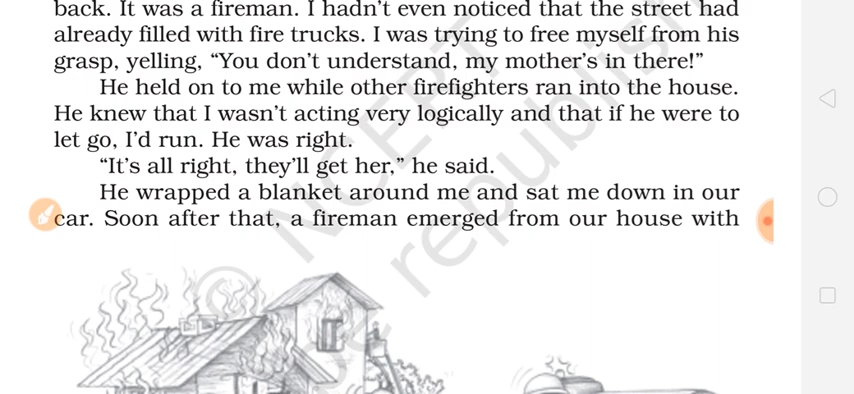 back. It was a fireman. I hadn’t even noticed that the street had
already filled with fire trucks. I was trying to free myself from his
grasp, yelling, “You don’t understand, my mother’s in there!”
He held on to me while other firefighters ran into the house.
He knew that I wasn’t acting very logically and that if he were to
let go, I’d run. He was right.
“It’s all right, they’ll get her,” he said.
He wrapped a blanket around me and sat me down in our
car. Soon after that, a fireman emerged from our house with
© NCERT
be republish